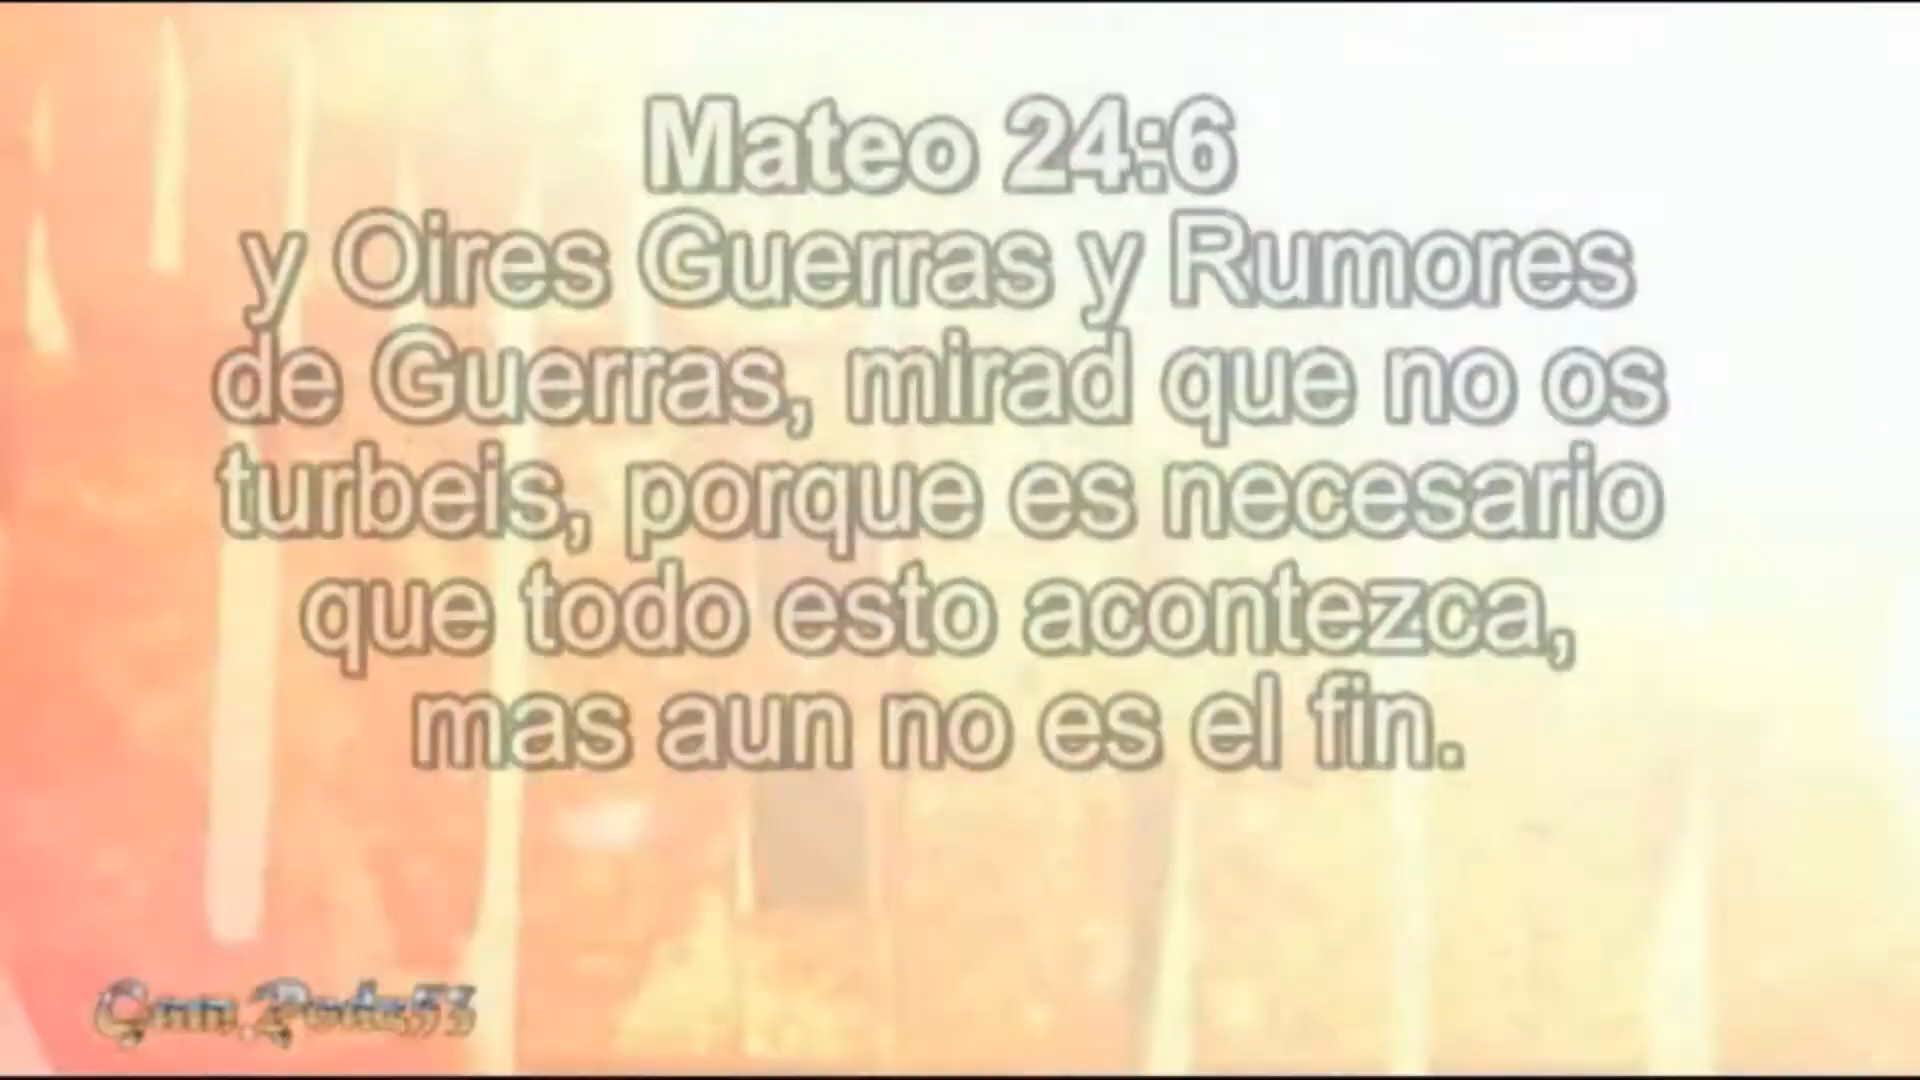 Mateo 24:6
y Oires Guerras y Rumores
de Guerras, mirad que no os
turbeis, porque es necesario
que todo esto acontezca,
mas aun no es el fin.